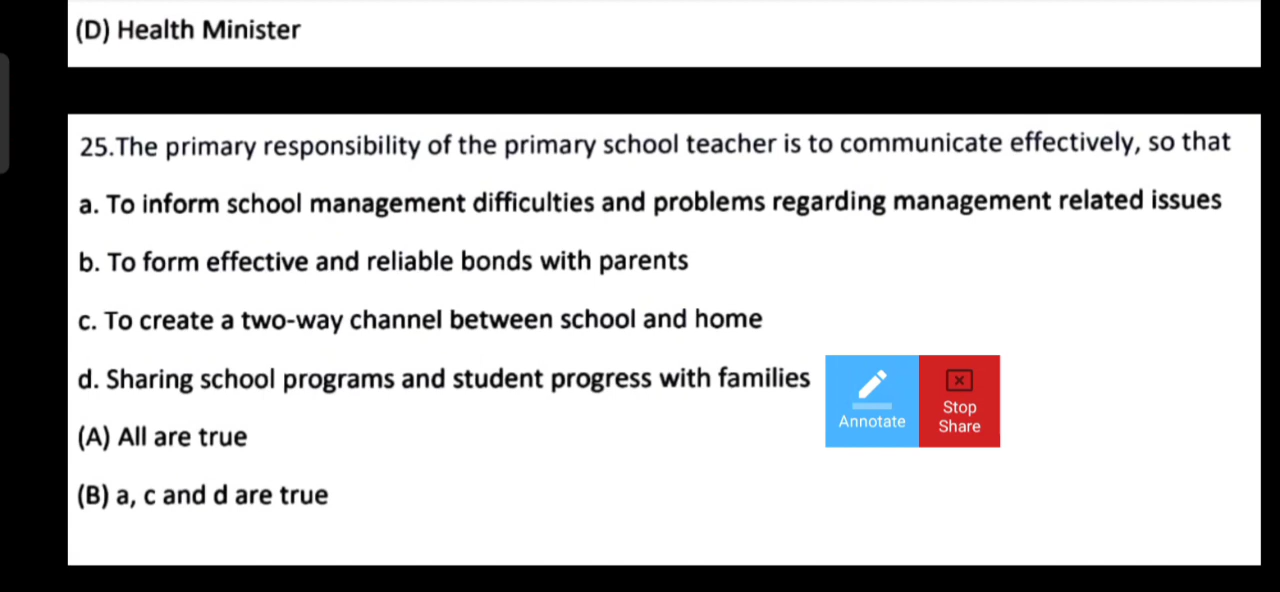 (D) Health Minister
25.The primary responsibility of the primary school teacher is to communicate effectively, so that
a. To inform school management difficulties and problems regarding management related issues
b. To form effective and reliable bonds with parents
c. To create a two-way channel between school and home
d. Sharing school programs and student progress with families
Annotate
Stop
Share
(A) All are true
(B) a, c and d are true